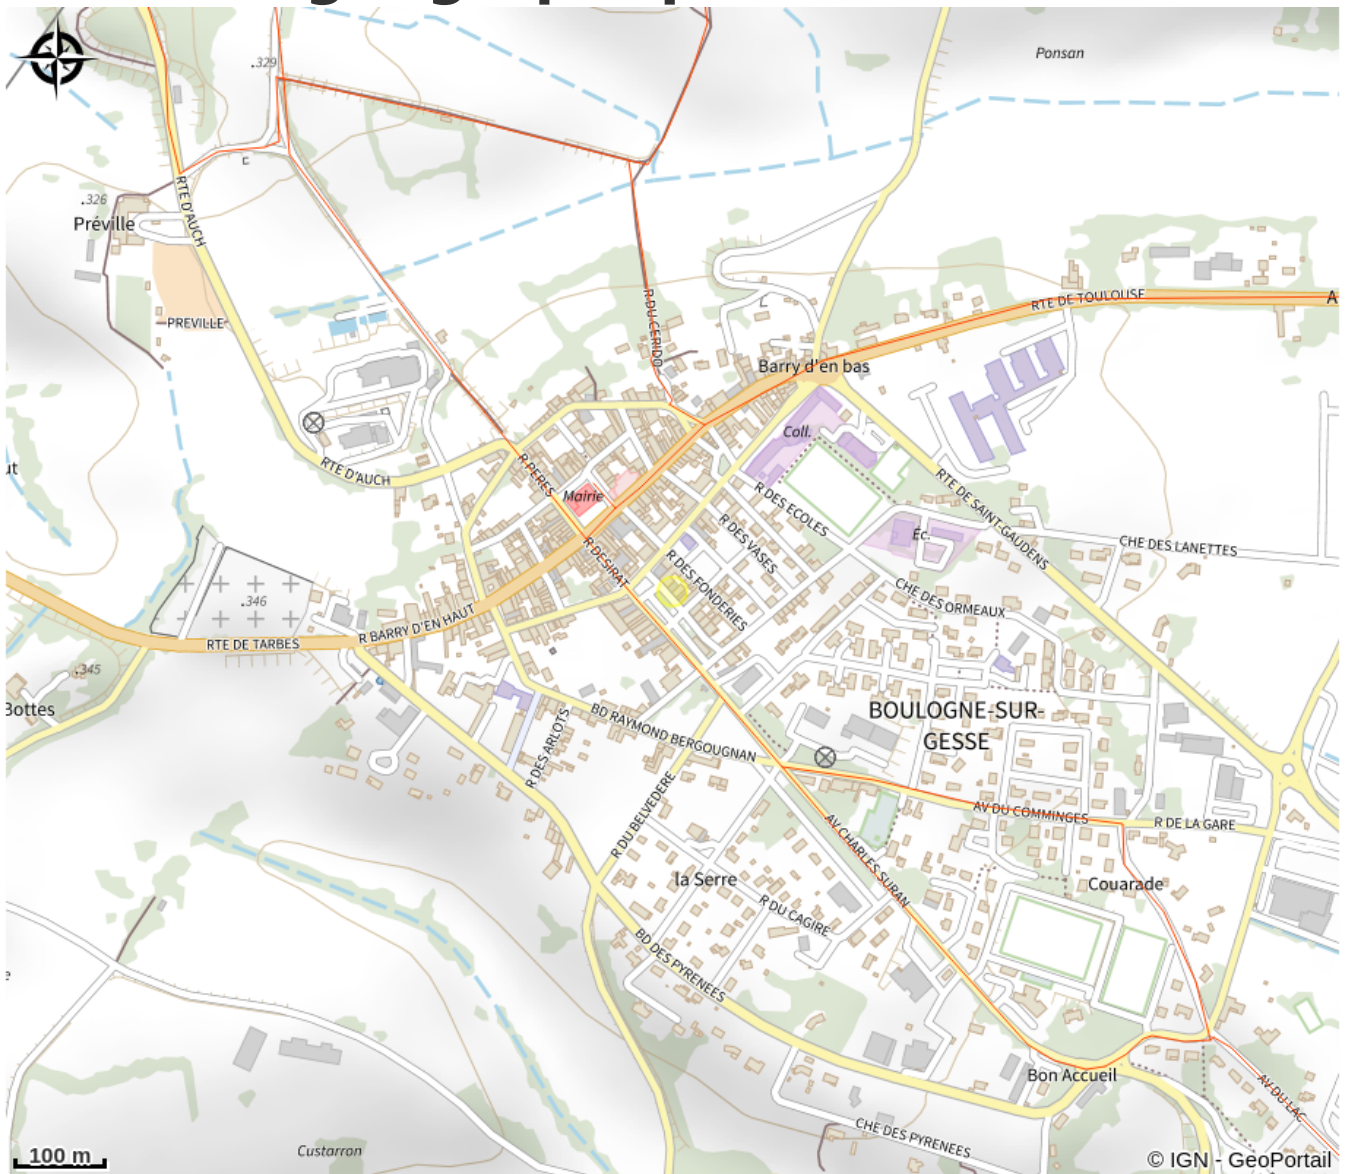 Ponsan
.329
RTE D'AUCH
.326
Préville
PREVILLE
R DU CERIDO
RTE DE TOULOUSE
A
Barry d'en bas
Coll.
ut
RTE D'AUCH
R PERES
Mairie
R DES ECOLES
RTE DE SAINT-GAUDENS
R DES VASES
Éc.
CHE DES LANETTES
R DESIRAT
R DES FONDERIES
CHE DES ORMEAUX
.346
R BARRY D'EN HAUT
RTE DE TARBES
.345
Bottes
BOULOGNE-SUR-
GESSE
BD RAYMOND BERGOUGNAN
R DES ARLOTS
R DU BELVEDERE
AV DU COMMINGES
R DE LA GARE
AV CHARLES SURAN
la Serre
Couarade
R DU CAGIRE
BD DES PYRENEES
e
Bon Accueil
AV DU LAC
CHE DES PYRENEES
Custarron
100 m
© IGN - GeoPortail